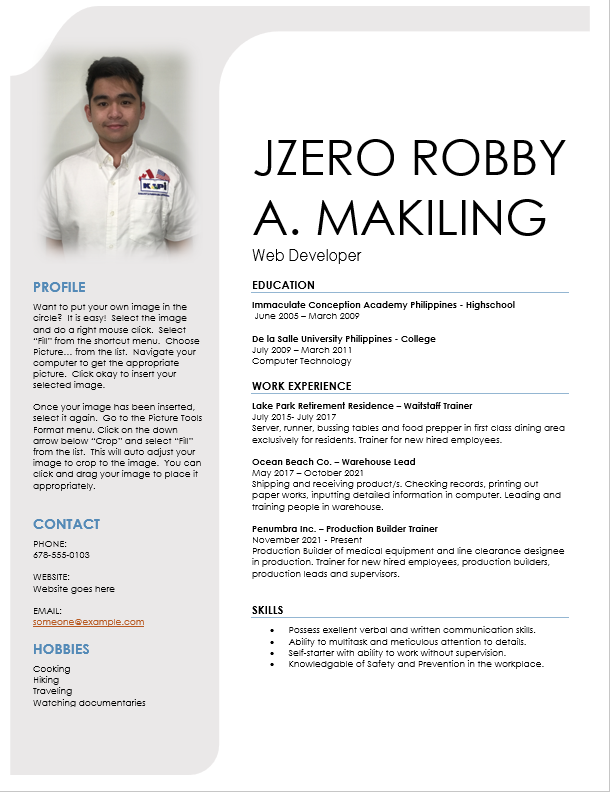 JZERO ROBBY
A. MAKILING
Web Developer
PROFILE
Want to put your own image in the
circle?  It is easy!  Select the image
and do a right mouse click.  Select
“Fill” from the shortcut menu.  Choose
Picture… from the list.  Navigate your
computer to get the appropriate
picture.  Click okay to insert your
selected image.
Once your image has been inserted,
select it again.  Go to the Picture Tools
Format menu. Click on the down
arrow below “Crop” and select “Fill”
from the list.  This will auto adjust your
image to crop to the image.  You can
click and drag your image to place it
appropriately.
CONTACT
PHONE:
678-555-0103
WEBSITE:
Website goes here
EMAIL:
someone@example.com
HOBBIES
Cooking
Hiking
Traveling
Watching documentaries
EDUCATION
Immaculate Conception Academy Philippines - Highschool
June 2005 – March 2009
De la Salle University Philippines - College
July 2009 – March 2011
Computer Technology
WORK EXPERIENCE
Lake Park Retirement Residence – Waitstaff Trainer
July 2015- July 2017
Server, runner, bussing tables and food prepper in first class dining area
exclusively for residents. Trainer for new hired employees.
Ocean Beach Co. – Warehouse Lead
May 2017 – October 2021
Shipping and receiving product/s. Checking records, printing out
paper works, inputting detailed information in computer. Leading and
training people in warehouse.
Penumbra Inc. – Production Builder Trainer
November 2021 - Present
Production Builder of medical equipment and line clearance designee
in production. Trainer for new hired employees, production builders,
production leads and supervisors.
SKILLS
• Possess exellent verbal and written communication skills.
• Ability to multitask and meticulous attention to details.
• Self-starter with ability to work without supervision.
• Knowledgable of Safety and Prevention in the workplace.